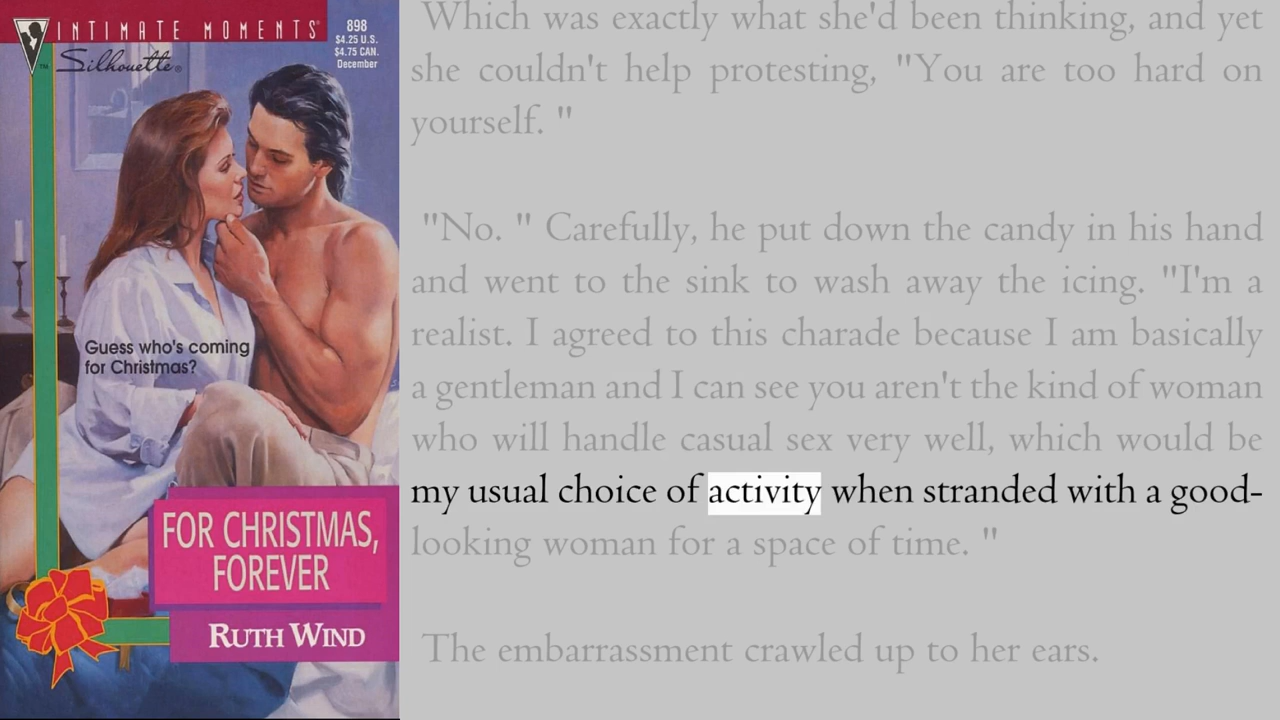 INTIMATE MOMENTS®
898
$4.25 U.S.
$4.75 CAN.
December
™ Silhouette®
Guess who's coming
for Christmas?
FOR CHRISTMAS,
FOREVER
RUTH WIND
Which was exactly what she'd been thinking, and yet
she couldn't help protesting, "You are too hard on
yourself. "
"No. " Carefully, he put down the candy in his hand
and went to the sink to wash away the icing. "I'm a
realist. I agreed to this charade because I am basically
a gentleman and I can see you aren't the kind of woman
who will handle casual sex very well, which would be
my usual choice of activity when stranded with a good-
looking woman for a space of time. "
The embarrassment crawled up to her ears.